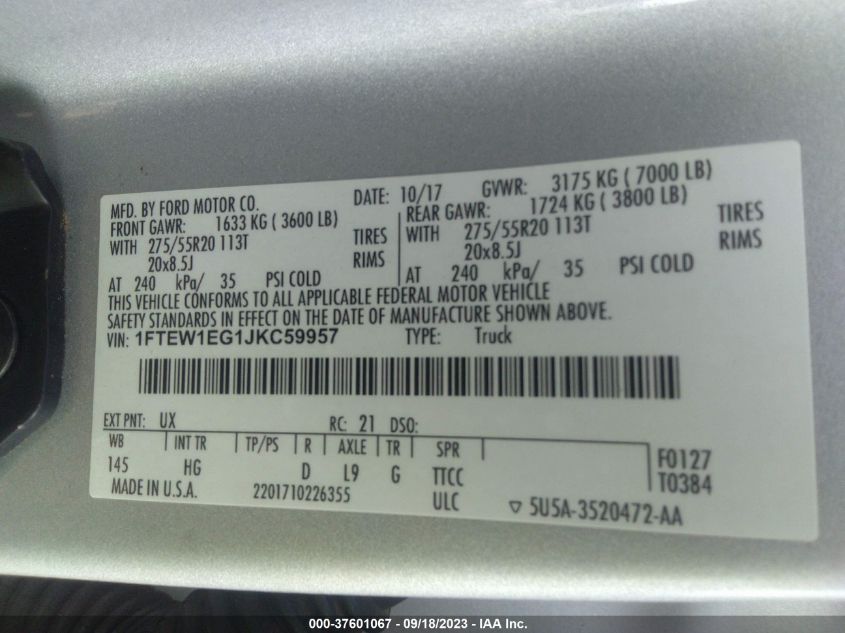 MFD. BY FORD MOTOR CO. DATE: 10/17 GVWR: 3175 KG ( 7000 LB)
FRONT GAWR: 1633 KG ( 3600 LB) REAR GAWR: 1724 KG ( 3800 LB)
WITH 275/55R20 113T TIRES WITH 275/55R20 113T TIRES
20x8.5J RIMS 20x8.5J RIMS
AT 240 kPa/ 35 PSI COLD AT 240 kPa/ 35 PSI COLD
THIS VEHICLE CONFORMS TO ALL APPLICABLE FEDERAL MOTOR VEHICLE
SAFETY STANDARDS IN EFFECT ON THE DATE OF MANUFACTURE SHOWN ABOVE.
VIN: 1FTEW1EG1JKC59957 TYPE: Truck
EXT PNT: UX RC: 21 DSO:
WB INT TR TP/PS R AXLE TR SPR F0127
145 HG D L9 G TTCC T0384
MADE IN U.S.A. 2201710226355 ULC ▽ 5U5A-3520472-AA
000-37601067 - 09/18/2023 - IAA Inc.